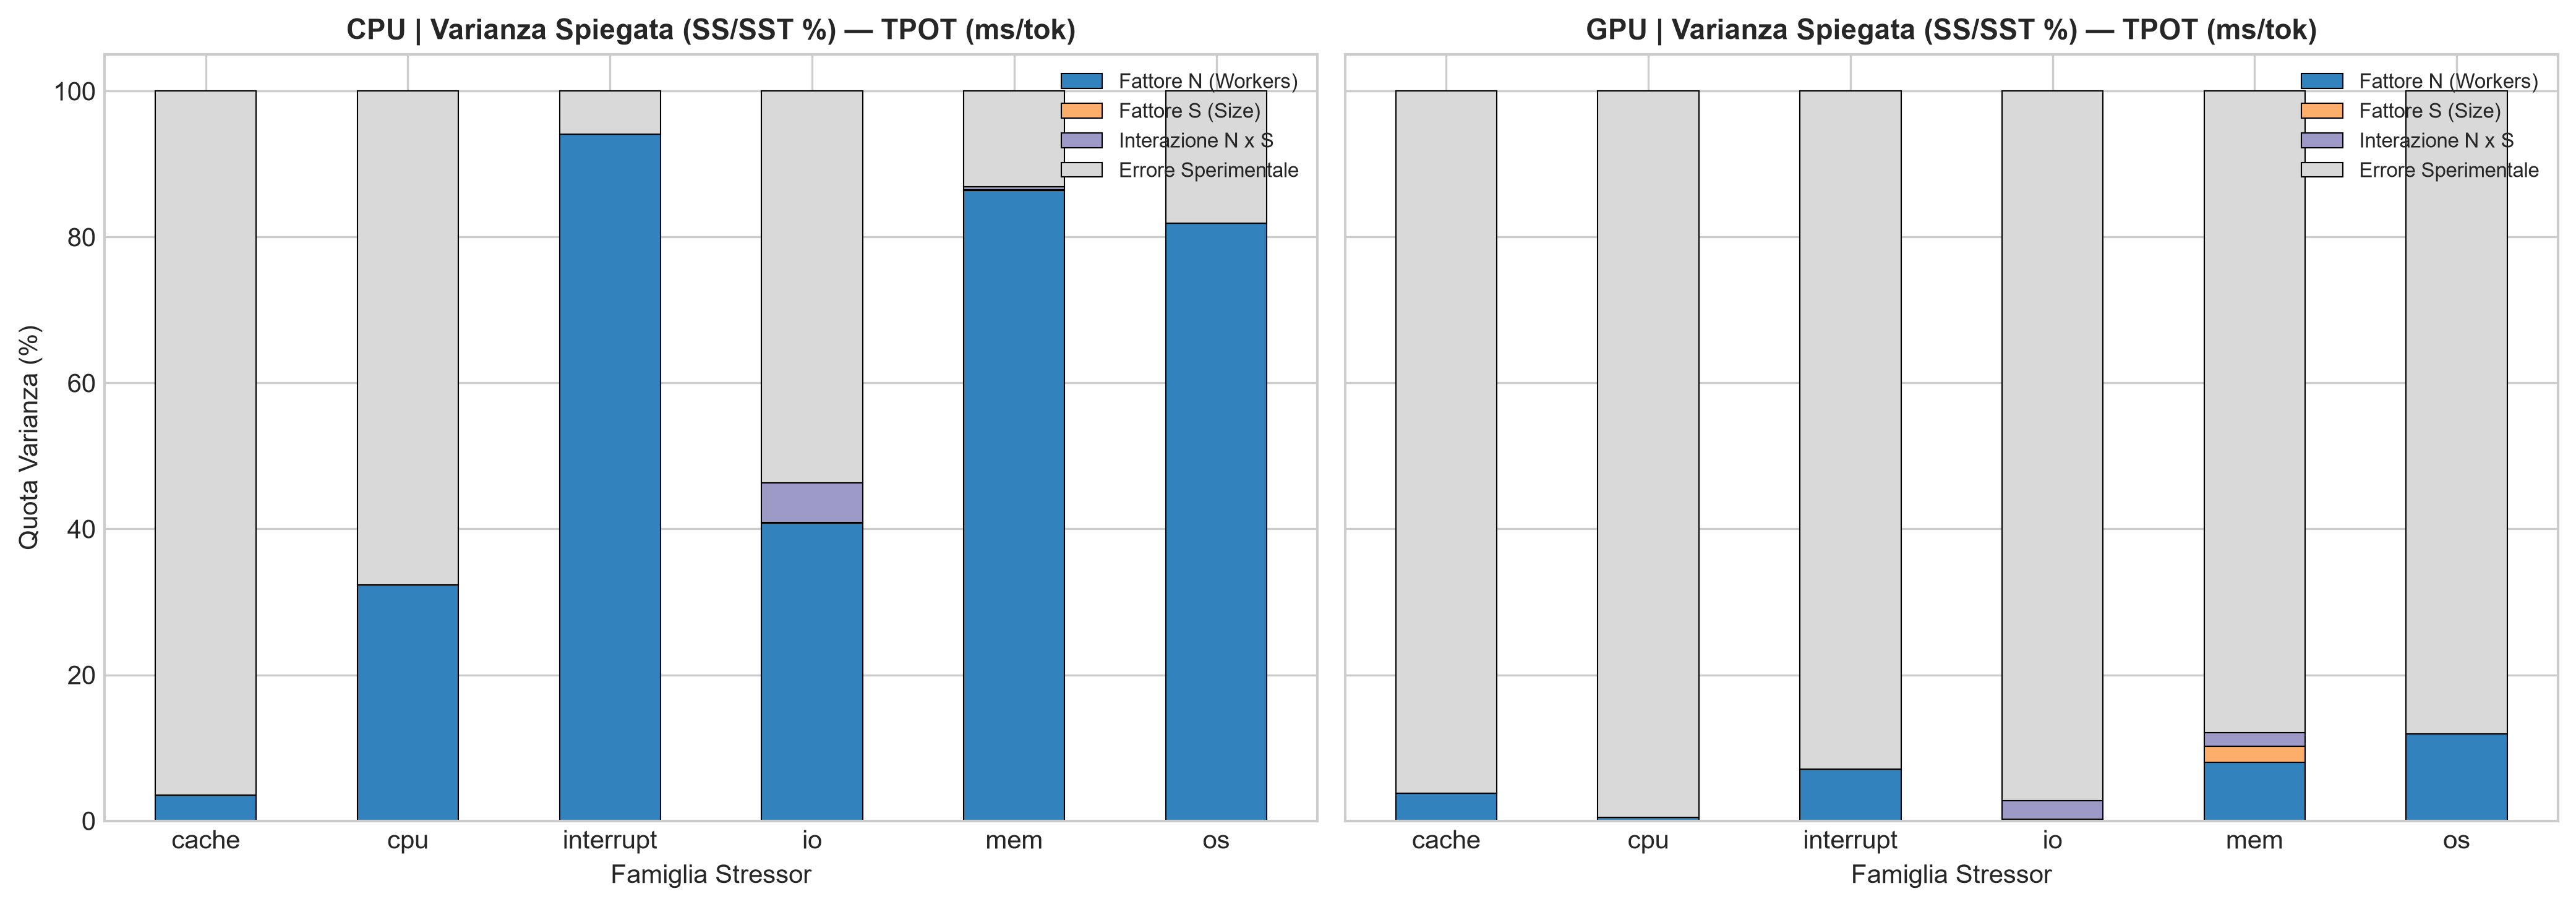 CPU | Varianza Spiegata (SS/SST %) — TPOT (ms/tok)
Fattore N (Workers)
Fattore S (Size)
Interazione N x S
Errore Sperimentale
Quota Varianza (%)
100
80
60
40
20
0
cache cpu interrupt io mem os
Famiglia Stressor
GPU | Varianza Spiegata (SS/SST %) — TPOT (ms/tok)
Fattore N (Workers)
Fattore S (Size)
Interazione N x S
Errore Sperimentale
cache cpu interrupt io mem os
Famiglia Stressor